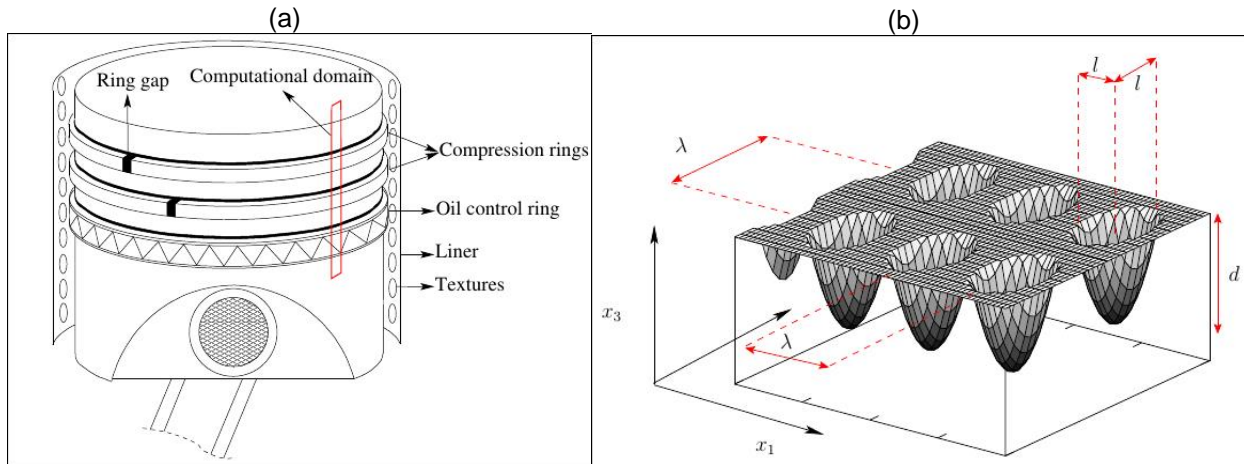 (a)
Ring gap
Computational domain
Compression rings
Oil control ring
Liner
Textures
(b)
l
l
λ
d
x₃
λ
x₁